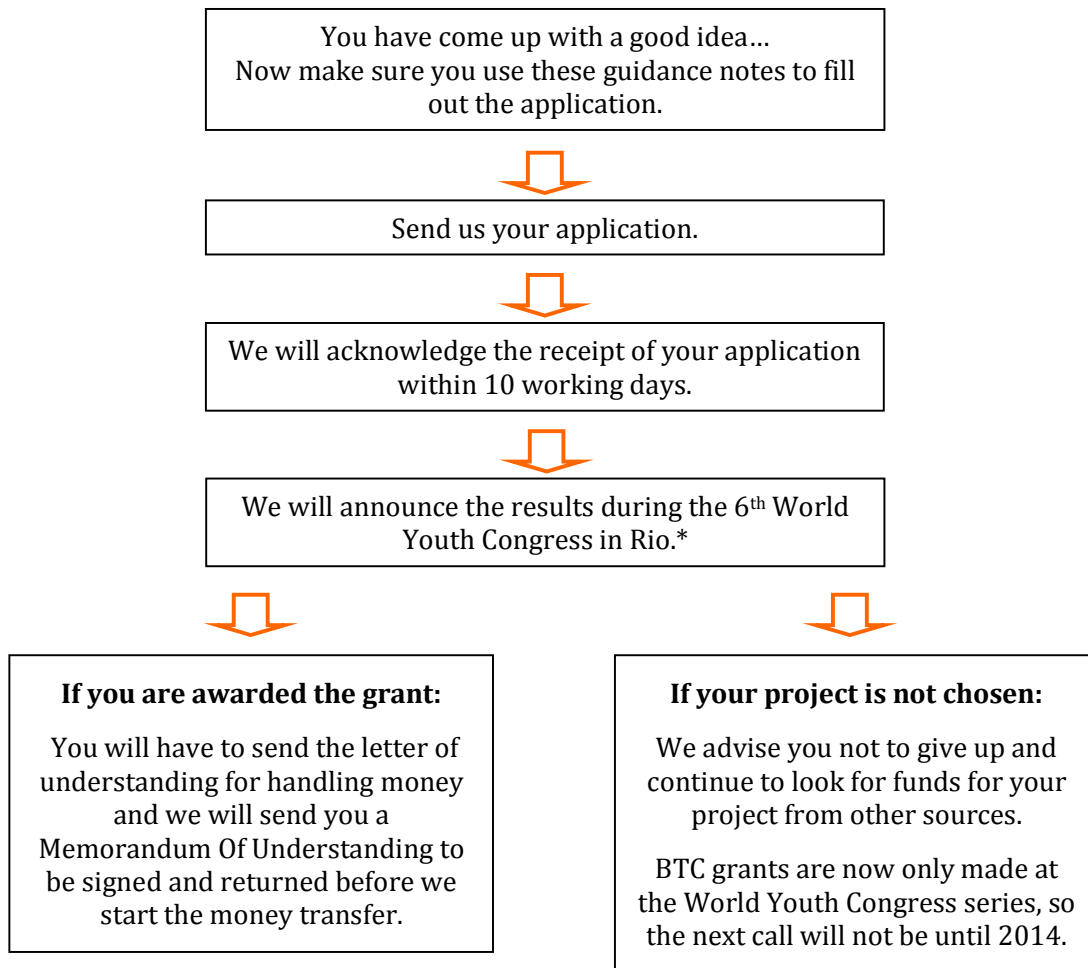 You have come up with a good idea…
Now make sure you use these guidance notes to fill
out the application.
Send us your application.
We will acknowledge the receipt of your application
within 10 working days.
We will announce the results during the 6th World
Youth Congress in Rio.*
If you are awarded the grant:
You will have to send the letter of
understanding for handling money
and we will send you a
Memorandum Of Understanding to
be signed and returned before we
start the money transfer.
If your project is not chosen:
We advise you not to give up and
continue to look for funds for your
project from other sources.
BTC grants are now only made at
the World Youth Congress series, so
the next call will not be until 2014.